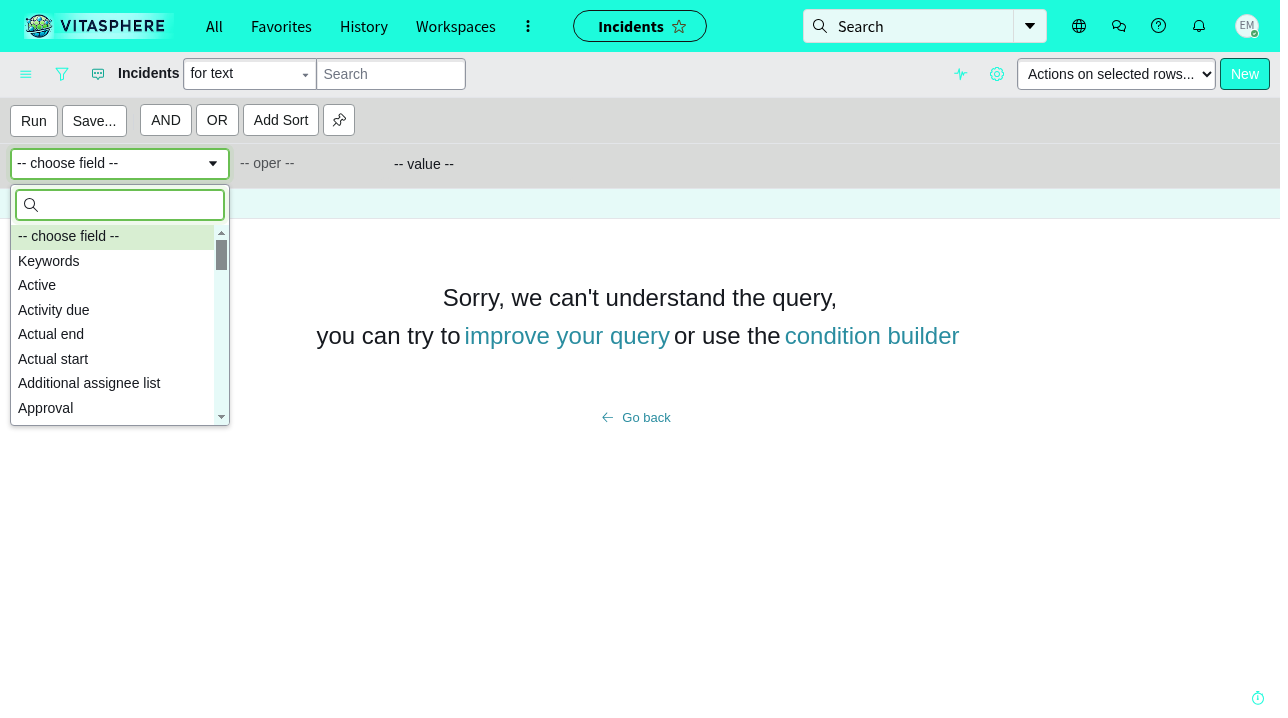 VITASPHERE
All
Favorites
History
Workspaces
Incidents
Search
EM
Incidents
for text
Search
Actions on selected rows...
New
Run
Save...
AND
OR
Add Sort
-- choose field --
-- oper --
-- value --
-- choose field --
Keywords
Active
Activity due
Actual end
Actual start
Additional assignee list
Approval
Sorry, we can't understand the query,
you can try to improve your query or use the condition builder
Go back